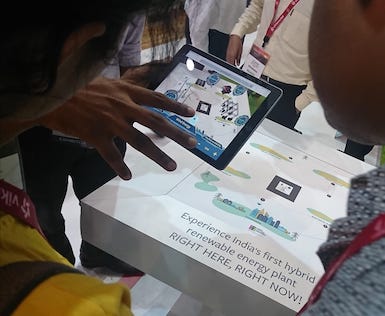 Experience India's first hybrid
renewable energy plant
RIGHT HERE, RIGHT NOW!